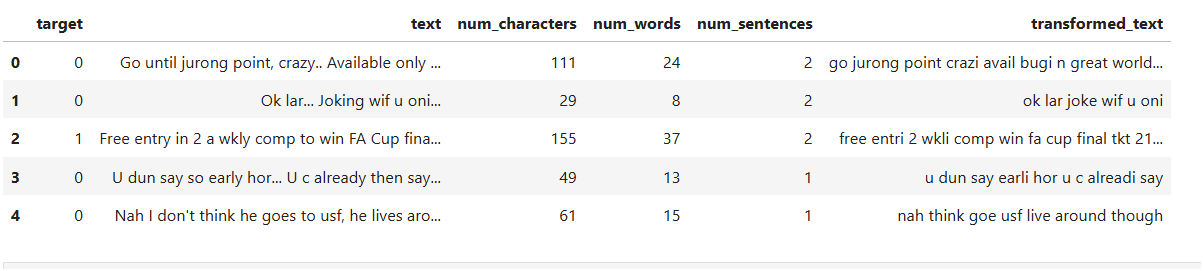 target text num_characters num_words num_sentences transformed_text
0 0 Go until jurong point, crazy.. Available only ... 111 24 2 go jurong point crazi avail bugi n great world...
1 0 Ok lar... Joking wif u oni... 29 8 2 ok lar joke wif u oni
2 1 Free entry in 2 a wkly comp to win FA Cup fina... 155 37 2 free entri 2 wkli comp win fa cup final tkt 21...
3 0 U dun say so early hor... U c already then say... 49 13 1 u dun say earli hor u c alreadi say
4 0 Nah I don't think he goes to usf, he lives aro... 61 15 1 nah think goe usf live around though